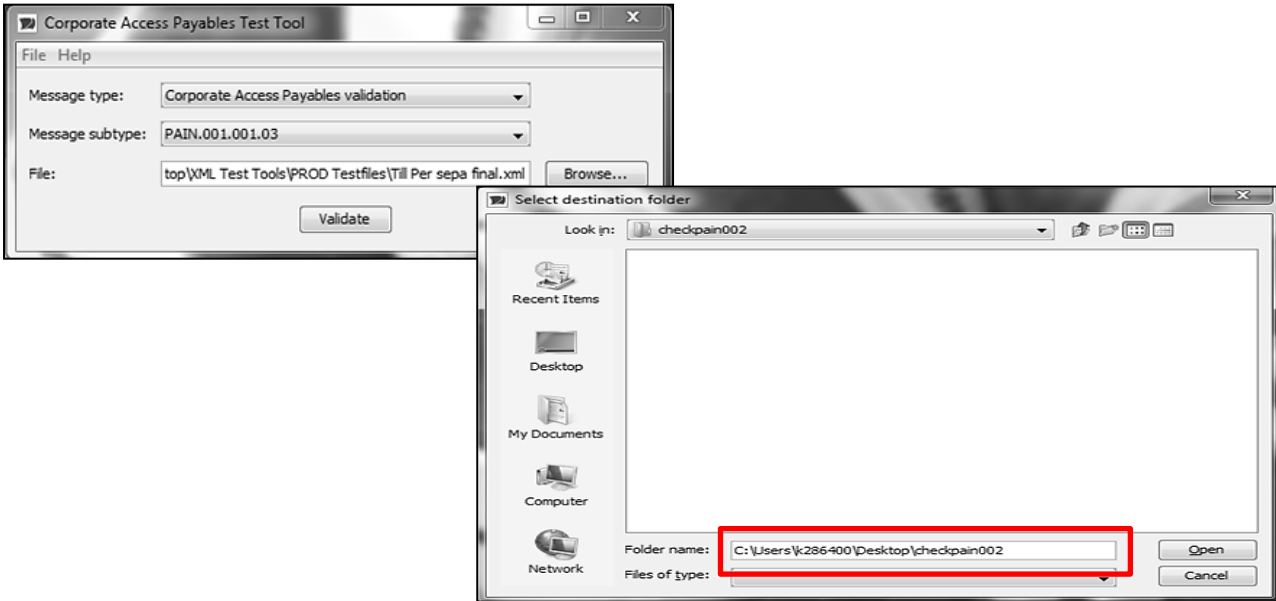 Corporate Access Payables Test Tool
File Help
Message type: Corporate Access Payables validation
Message subtype: PAIN.001.001.03
File: top\XML Test Tools\PROD Testfiles\Till Per sepa final.xml Browse...
Validate
Select destination folder
Look in: checkpain002
Recent Items
Desktop
My Documents
Computer
Network
Folder name: C:\Users\k286400\Desktop\checkpain002 Open
Files of type: Cancel